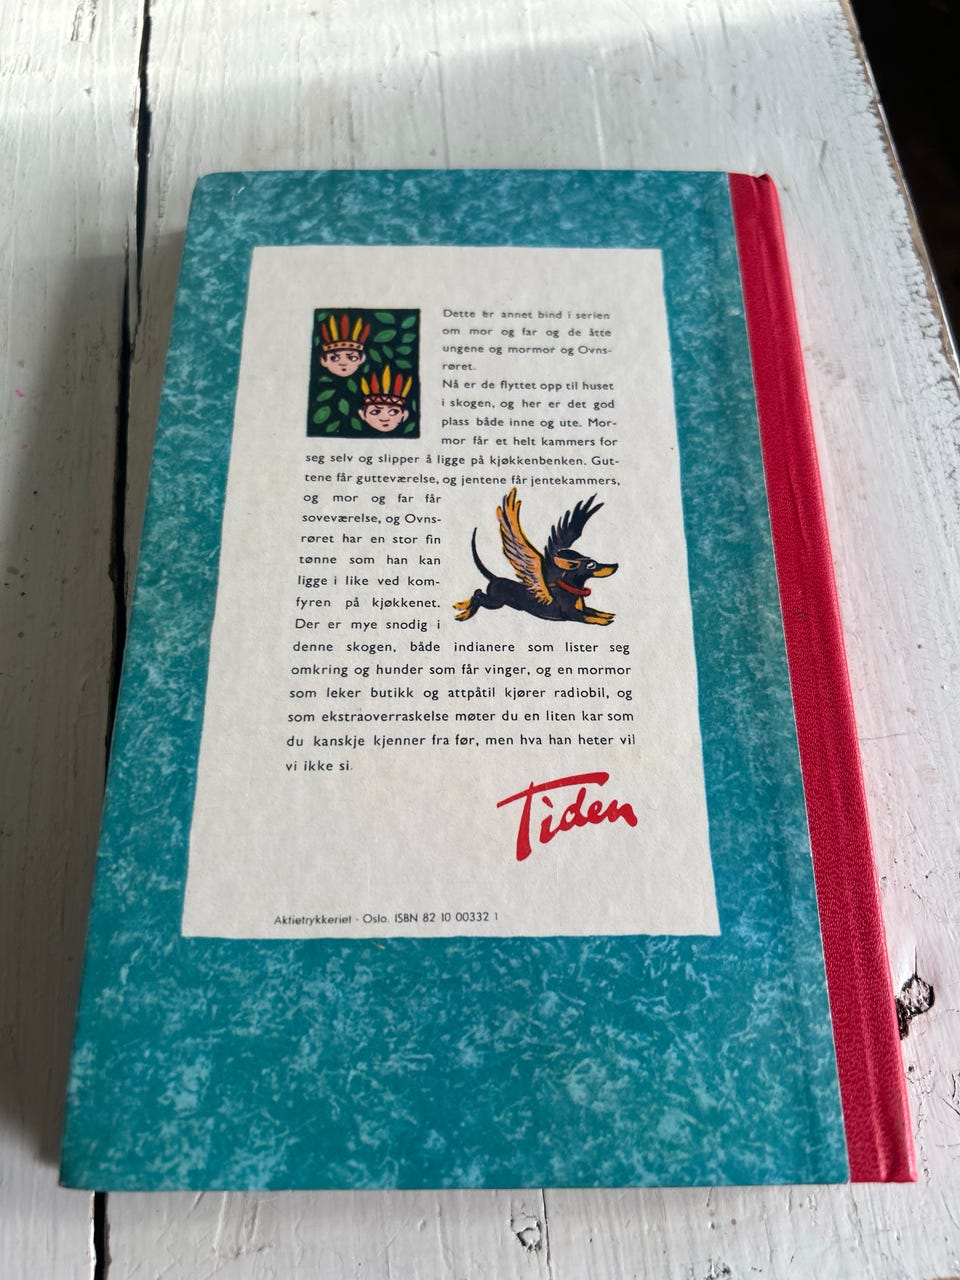 Dette er annet bind i serien
om mor og far og de åtte
ungene og mormor og Ovns-
røret.
Nå er de flyttet opp til huset
i skogen, og her er det god
plass både inne og ute. Mor-
mor får et helt kammers for
seg selv og slipper å ligge på kjøkkenbenken. Gut-
tene får gutteværelse, og jentene får jentekammers,
og mor og far får
soveværelse, og Ovns-
røret har en stor fin
tønne som han kan
ligge i like ved kom-
fyren på kjøkkenet.
Der er mye snodig i
denne skogen, både indianere som lister seg
omkring og hunder som får vinger, og en mormor
som leker butikk og attpåtil kjører radiobil, og
som ekstraoverraskelse møter du en liten kar som
du kanskje kjenner fra før, men hva han heter vil
vi ikke si.
Tiden
Aktietrykkeriet - Oslo. ISBN 82 10 00332 1